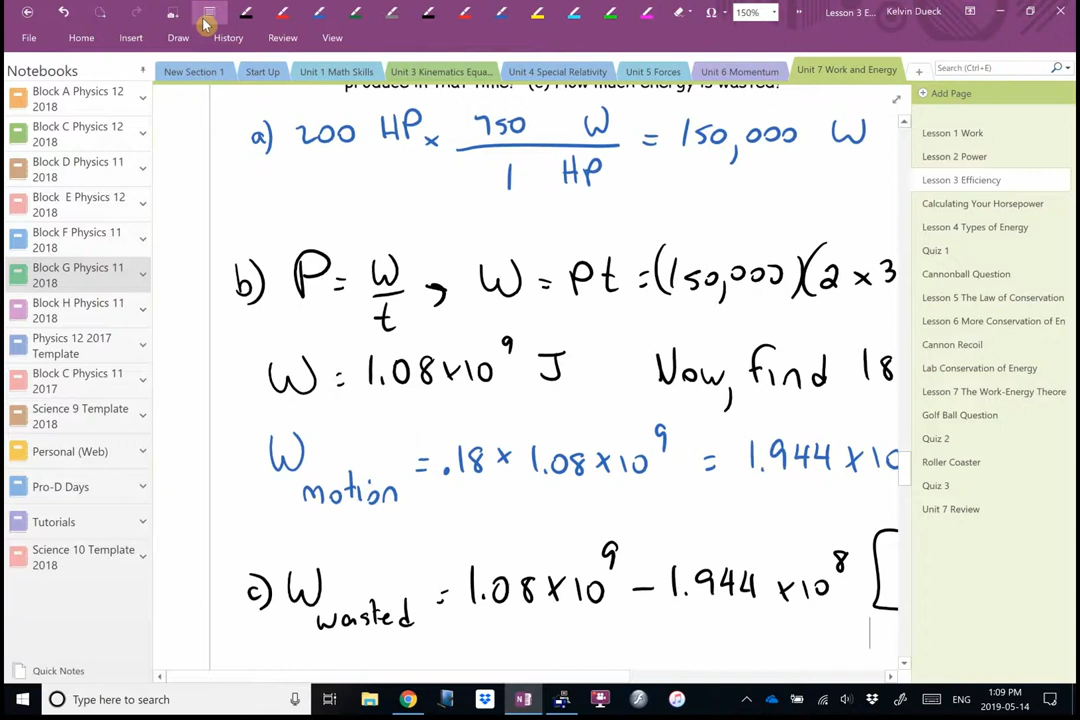 150%
Lesson 3 E...
Kelvin Dueck
File
Home
Insert
Draw
History
Review
View
Notebooks
New Section 1
Start Up
Unit 1 Math Skills
Unit 3 Kinematics Equa...
Unit 4 Special Relativity
Unit 5 Forces
Unit 6 Momentum
Unit 7 Work and Energy
Search (Ctrl+E)
Block A Physics 12
2018
Block C Physics 12
2018
Block D Physics 11
2018
Block E Physics 12
2018
Block F Physics 11
2018
Block G Physics 11
2018
Block H Physics 11
2018
Physics 12 2017
Template
Block C Physics 11
2017
Science 9 Template
2018
Personal (Web)
Pro-D Days
Tutorials
Science 10 Template
2018
Quick Notes
a) 200 HP × 750 W / 1 HP = 150,000 W
b) P = W/t , W = Pt = (150,000)(2 × 3
W = 1.08×10⁹ J Now, find 18
W motion = .18 × 1.08×10⁹ = 1.944 ×10
c) W wasted = 1.08×10⁹ − 1.944 ×10⁸ [
Add Page
Lesson 1 Work
Lesson 2 Power
Lesson 3 Efficiency
Calculating Your Horsepower
Lesson 4 Types of Energy
Quiz 1
Cannonball Question
Lesson 5 The Law of Conservation
Lesson 6 More Conservation of En
Cannon Recoil
Lab Conservation of Energy
Lesson 7 The Work-Energy Theore
Golf Ball Question
Quiz 2
Roller Coaster
Quiz 3
Unit 7 Review
Type here to search
ENG
1:09 PM
2019-05-14